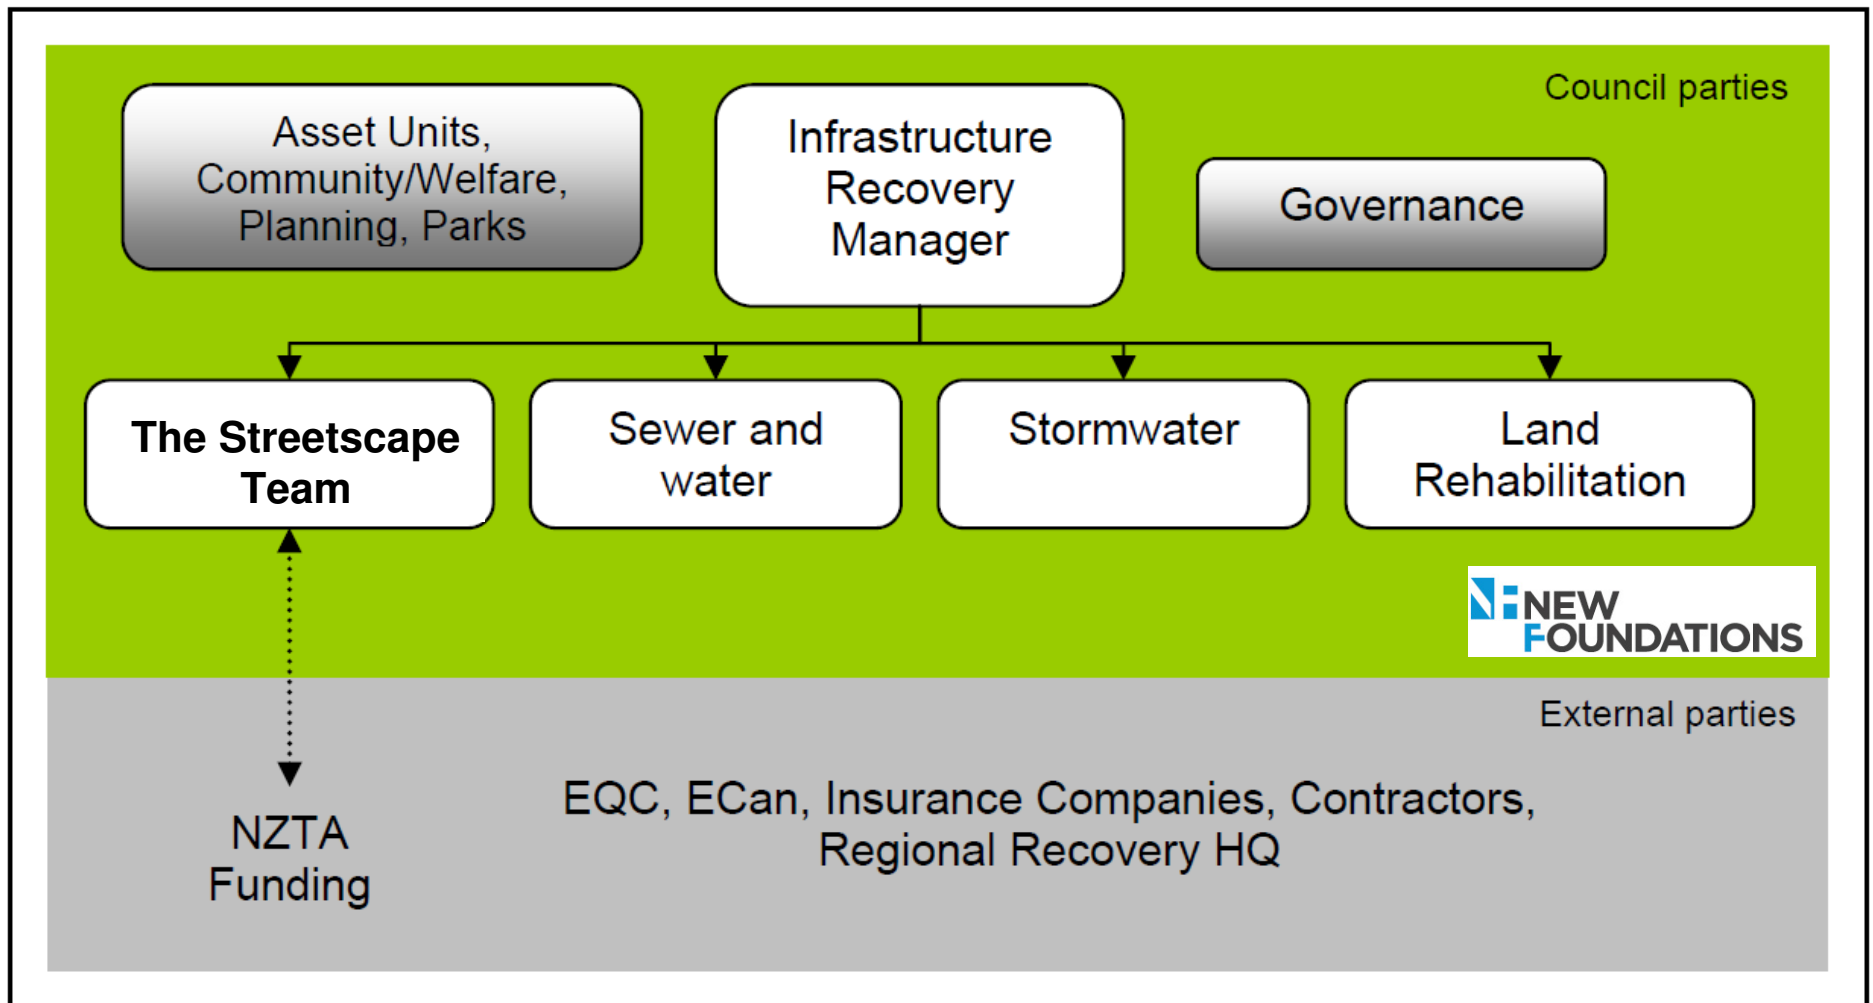 Council parties
Asset Units,
Community/Welfare,
Planning, Parks
Infrastructure
Recovery
Manager
Governance
The Streetscape
Team
Sewer and
water
Stormwater
Land
Rehabilitation
NEW
FOUNDATIONS
External parties
NZTA
Funding
EQC, ECan, Insurance Companies, Contractors,
Regional Recovery HQ